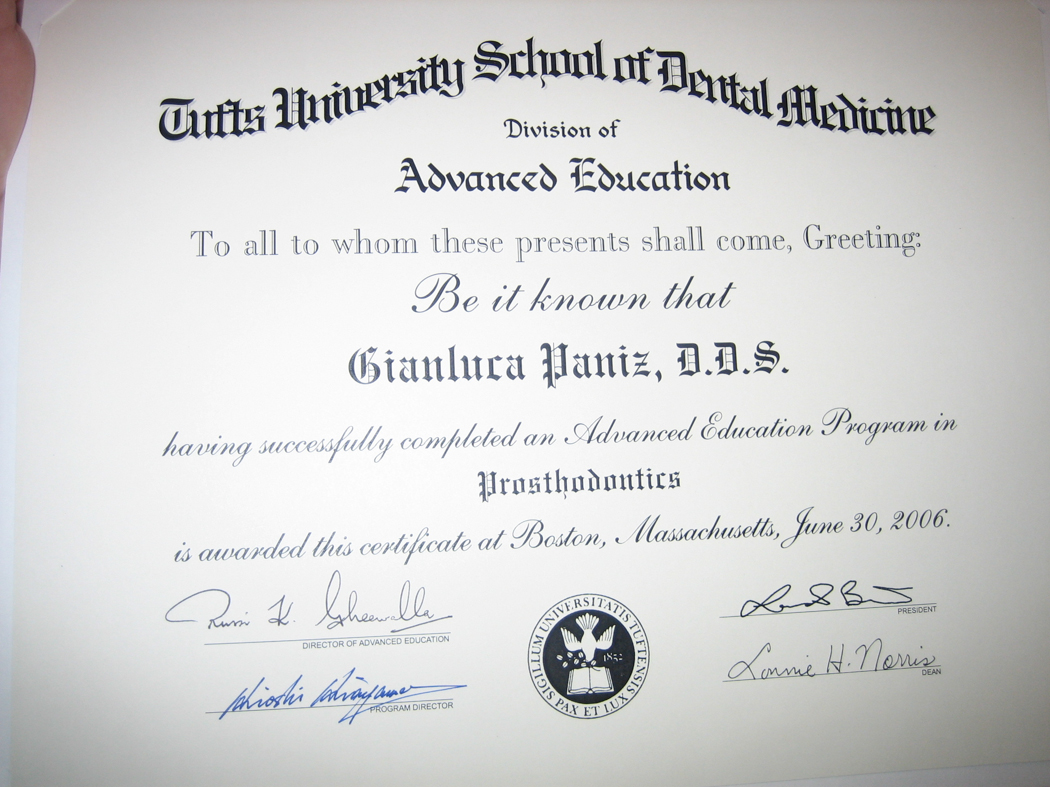 Tufts University School of Dental Medicine
Division of
Advanced Education
To all to whom these presents shall come, Greeting:
Be it known that
Gianluca Paniz, D.D.S.
having successfully completed an Advanced Education Program in
Prosthodontics
is awarded this certificate at Boston, Massachusetts, June 30, 2006.
K. Gheewalla
DIRECTOR OF ADVANCED EDUCATION
PRESIDENT
Lonnie H. Norris
DEAN
PROGRAM DIRECTOR
SIGILLUM UNIVERSITATIS TUFTENSIS
1852
PAX ET LUX